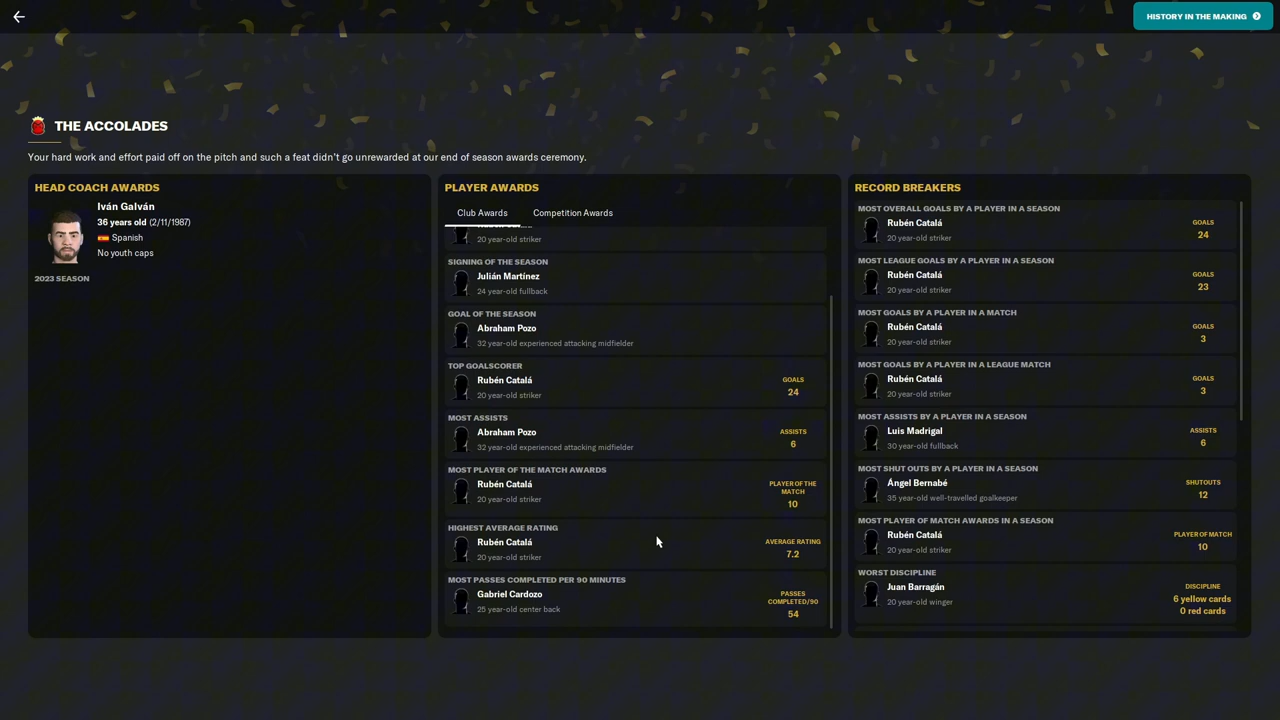 HISTORY IN THE MAKING
THE ACCOLADES
Your hard work and effort paid off on the pitch and such a feat didn't go unrewarded at our end of season awards ceremony.
HEAD COACH AWARDS
Iván Galván
36 years old (2/11/1987)
Spanish
No youth caps
2023 SEASON
PLAYER AWARDS
Club Awards
Competition Awards
20 year-old striker
SIGNING OF THE SEASON
Julián Martínez
24 year-old fullback
GOAL OF THE SEASON
Abraham Pozo
32 year-old experienced attacking midfielder
TOP GOALSCORER
Rubén Catalá
20 year-old striker
GOALS
24
MOST ASSISTS
Abraham Pozo
32 year-old experienced attacking midfielder
ASSISTS
6
MOST PLAYER OF THE MATCH AWARDS
Rubén Catalá
20 year-old striker
PLAYER OF THE
MATCH
10
HIGHEST AVERAGE RATING
Rubén Catalá
20 year-old striker
AVERAGE RATING
7.2
MOST PASSES COMPLETED PER 90 MINUTES
Gabriel Cardozo
25 year-old center back
PASSES
COMPLETED/90
54
RECORD BREAKERS
MOST OVERALL GOALS BY A PLAYER IN A SEASON
Rubén Catalá
20 year-old striker
GOALS
24
MOST LEAGUE GOALS BY A PLAYER IN A SEASON
Rubén Catalá
20 year-old striker
GOALS
23
MOST GOALS BY A PLAYER IN A MATCH
Rubén Catalá
20 year-old striker
GOALS
3
MOST GOALS BY A PLAYER IN A LEAGUE MATCH
Rubén Catalá
20 year-old striker
GOALS
3
MOST ASSISTS BY A PLAYER IN A SEASON
Luis Madrigal
30 year-old fullback
ASSISTS
6
MOST SHUT OUTS BY A PLAYER IN A SEASON
Ángel Bernabé
35 year-old well-travelled goalkeeper
SHUTOUTS
12
MOST PLAYER OF MATCH AWARDS IN A SEASON
Rubén Catalá
20 year-old striker
PLAYER OF MATCH
10
WORST DISCIPLINE
Juan Barragán
20 year-old winger
DISCIPLINE
6 yellow cards
0 red cards